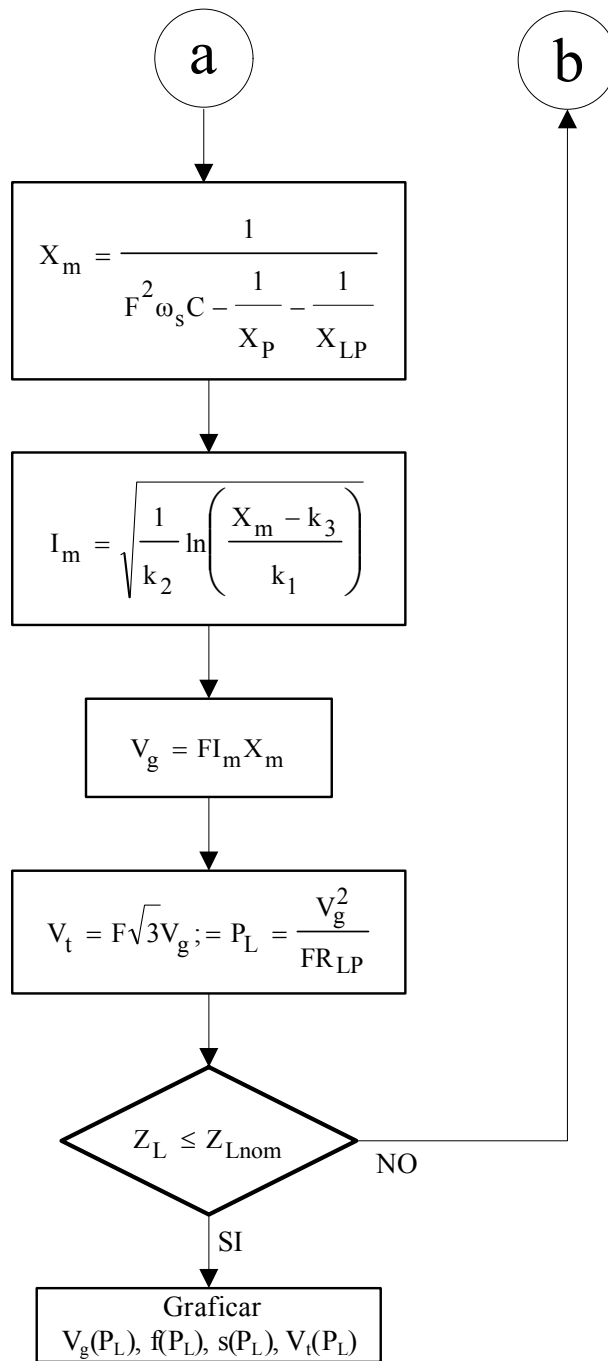 a
b
X_m = 1 / (F^2 ω_s C − 1/X_P − 1/X_LP)
I_m = √(1/k_2 ln((X_m − k_3)/k_1))
V_g = FI_mX_m
V_t = F√3V_g ; = P_L = V_g^2/FR_LP
Z_L ≤ Z_Lnom
NO
SI
Graficar
V_g(P_L), f(P_L), s(P_L), V_t(P_L)